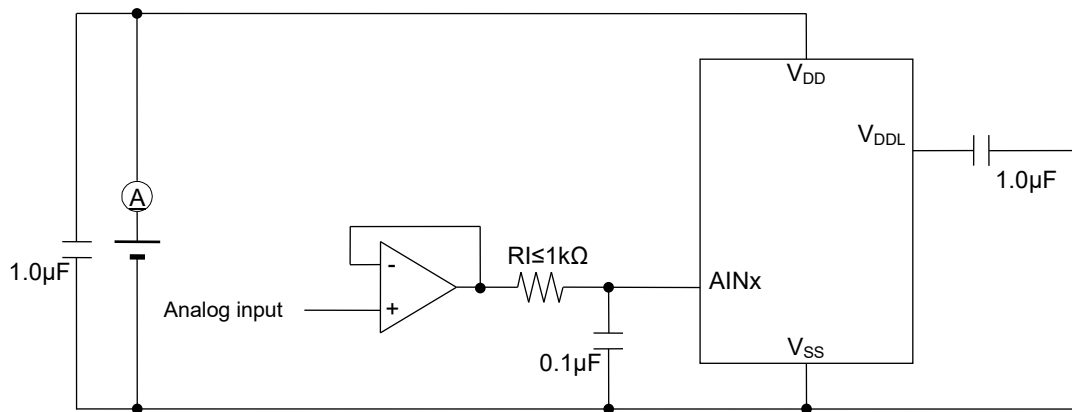 V_DD
V_DDL
1.0µF
A
1.0µF
RI≤1kΩ
-
+
Analog input
AINx
0.1µF
V_SS